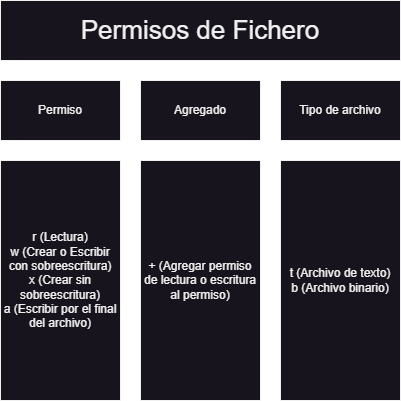 Permisos de Fichero
Permiso
Agregado
Tipo de archivo
r (Lectura)
w (Crear o Escribir
con sobreescritura)
x (Crear sin
sobreescritura)
a (Escribir por el final
del archivo)
+ (Agregar permiso
de lectura o escritura
al permiso)
t (Archivo de texto)
b (Archivo binario)